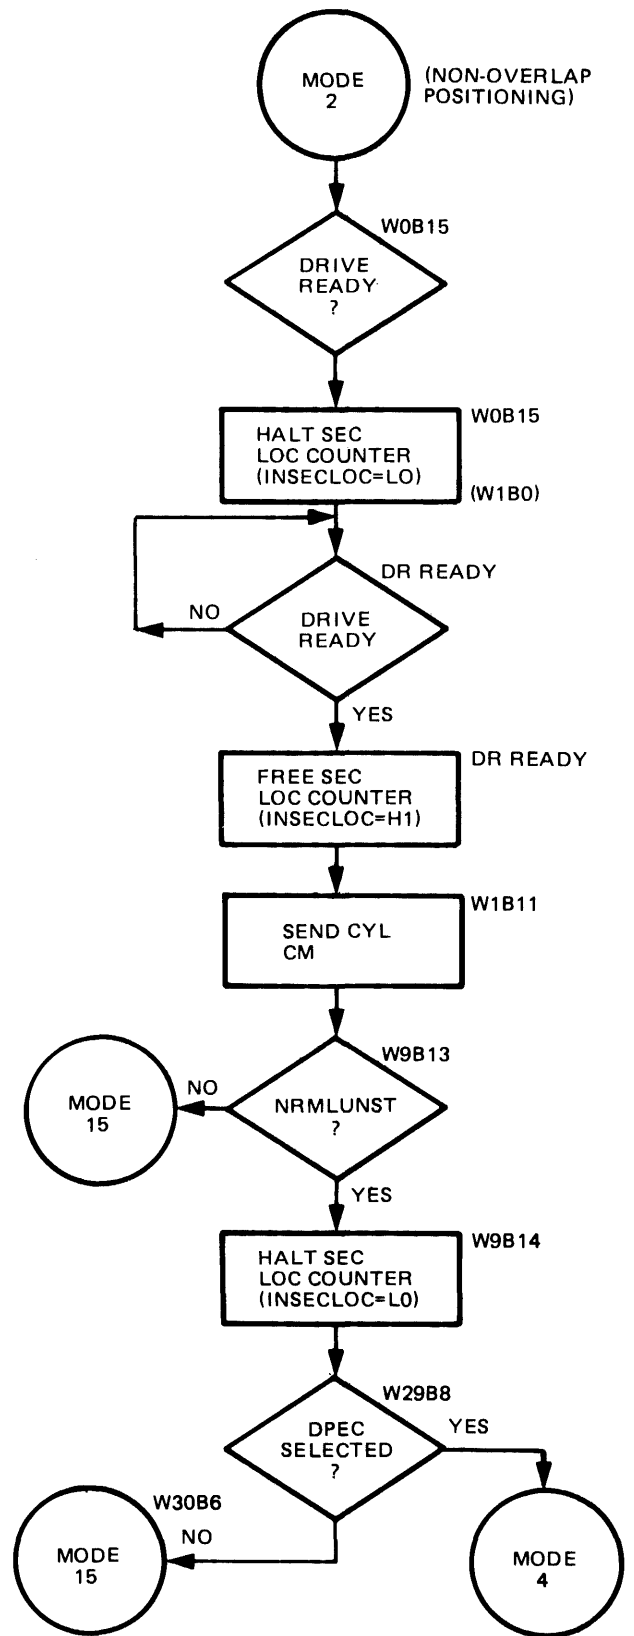 MODE
2
(NON-OVERLAP
POSITIONING)
W0B15
DRIVE
READY
?
W0B15
HALT SEC
LOC COUNTER
(INSECLOC=LO)
(W1B0)
DR READY
NO
DRIVE
READY
YES
DR READY
FREE SEC
LOC COUNTER
(INSECLOC=H1)
W1B11
SEND CYL
CM
W9B13
NO
MODE
15
NRMLUNST
?
YES
W9B14
HALT SEC
LOC COUNTER
(INSECLOC=L0)
W29B8
DPEC
SELECTED
?
YES
W30B6
NO
MODE
15
MODE
4